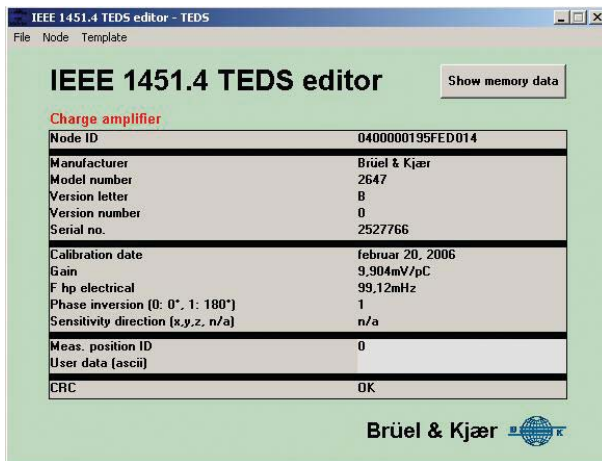 IEEE 1451.4 TEDS editor - TEDS
File Node Template
IEEE 1451.4 TEDS editor
Show memory data
Charge amplifier
Node ID 0400000195FED014
Manufacturer Brüel & Kjær
Model number 2647
Version letter B
Version number 0
Serial no. 2527766
Calibration date februar 20, 2006
Gain 9,904mV/pC
F hp electrical 99,12mHz
Phase inversion (0: 0°, 1: 180°) 1
Sensitivity direction (x,y,z, n/a) n/a
Meas. position ID 0
User data (ascii)
CRC OK
Brüel & Kjær B K